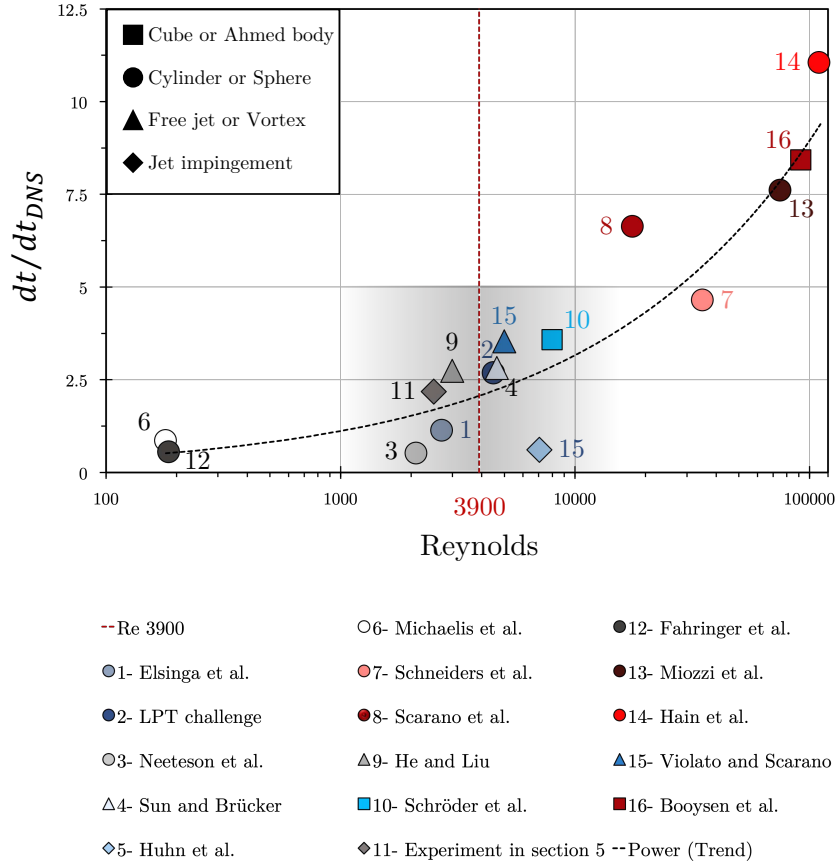 12.5
10
7.5
5
2.5
0
dt/dt_DNS
Cube or Ahmed body
Cylinder or Sphere
Free jet or Vortex
Jet impingement
14
16
13
8
7
15
10
9
2
4
11
1
3
15
6
12
100
1000
10000
100000
3900
Reynolds
Re 3900
6- Michaelis et al.
12- Fahringer et al.
1- Elsinga et al.
7- Schneiders et al.
13- Miozzi et al.
2- LPT challenge
8- Scarano et al.
14- Hain et al.
3- Neeteson et al.
9- He and Liu
15- Violato and Scarano
4- Sun and Brücker
10- Schröder et al.
16- Booysen et al.
5- Huhn et al.
11- Experiment in section 5
Power (Trend)